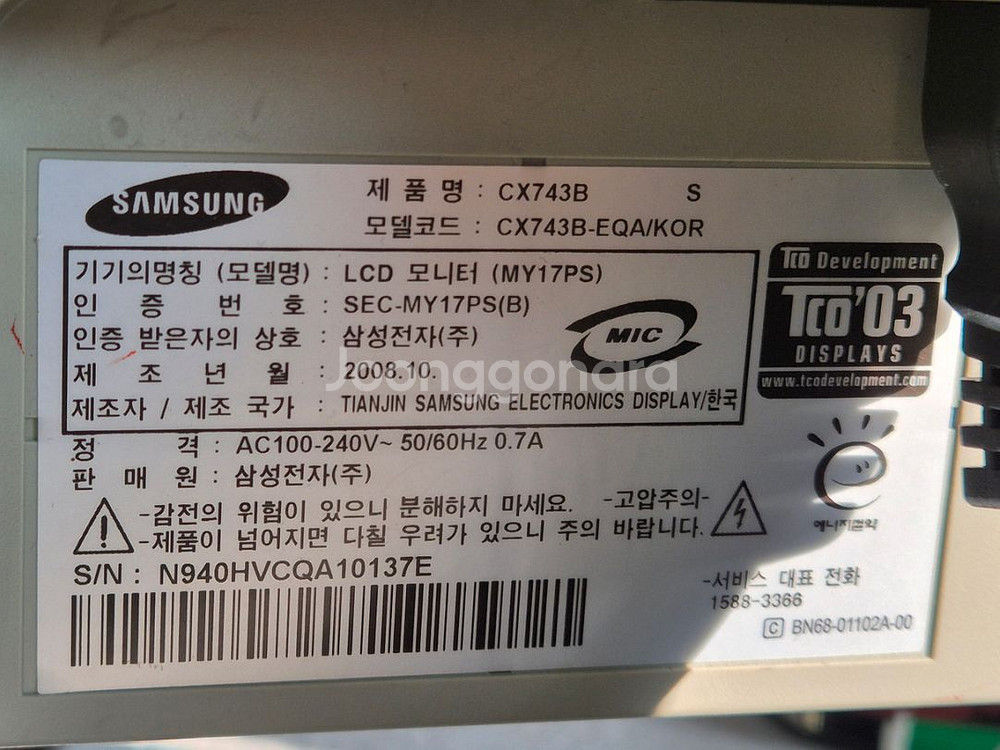 SAMSUNG
제 품 명 : CX743B S
모델코드 : CX743B-EQA/KOR
기기의명칭 (모델명) : LCD 모니터 (MY17PS)
인 증 번 호 : SEC-MY17PS(B)
인증 받은자의 상호 : 삼성전자(주)
제 조 년 월 : 2008.10.
제조자 / 제조 국가 : TIANJIN SAMSUNG ELECTRONICS DISPLAY/한국
MIC
TCO Development
TCO'03
DISPLAYS
www.tcodevelopment.com
Joonggonara
정 격 : AC100-240V~ 50/60Hz 0.7A
판 매 원 : 삼성전자(주)
-감전의 위험이 있으니 분해하지 마세요. -고압주의-
-제품이 넘어지면 다칠 우려가 있으니 주의 바랍니다.
에너지절약
S/N : N940HVCQA10137E
-서비스 대표 전화
1588-3366
C BN68-01102A-00